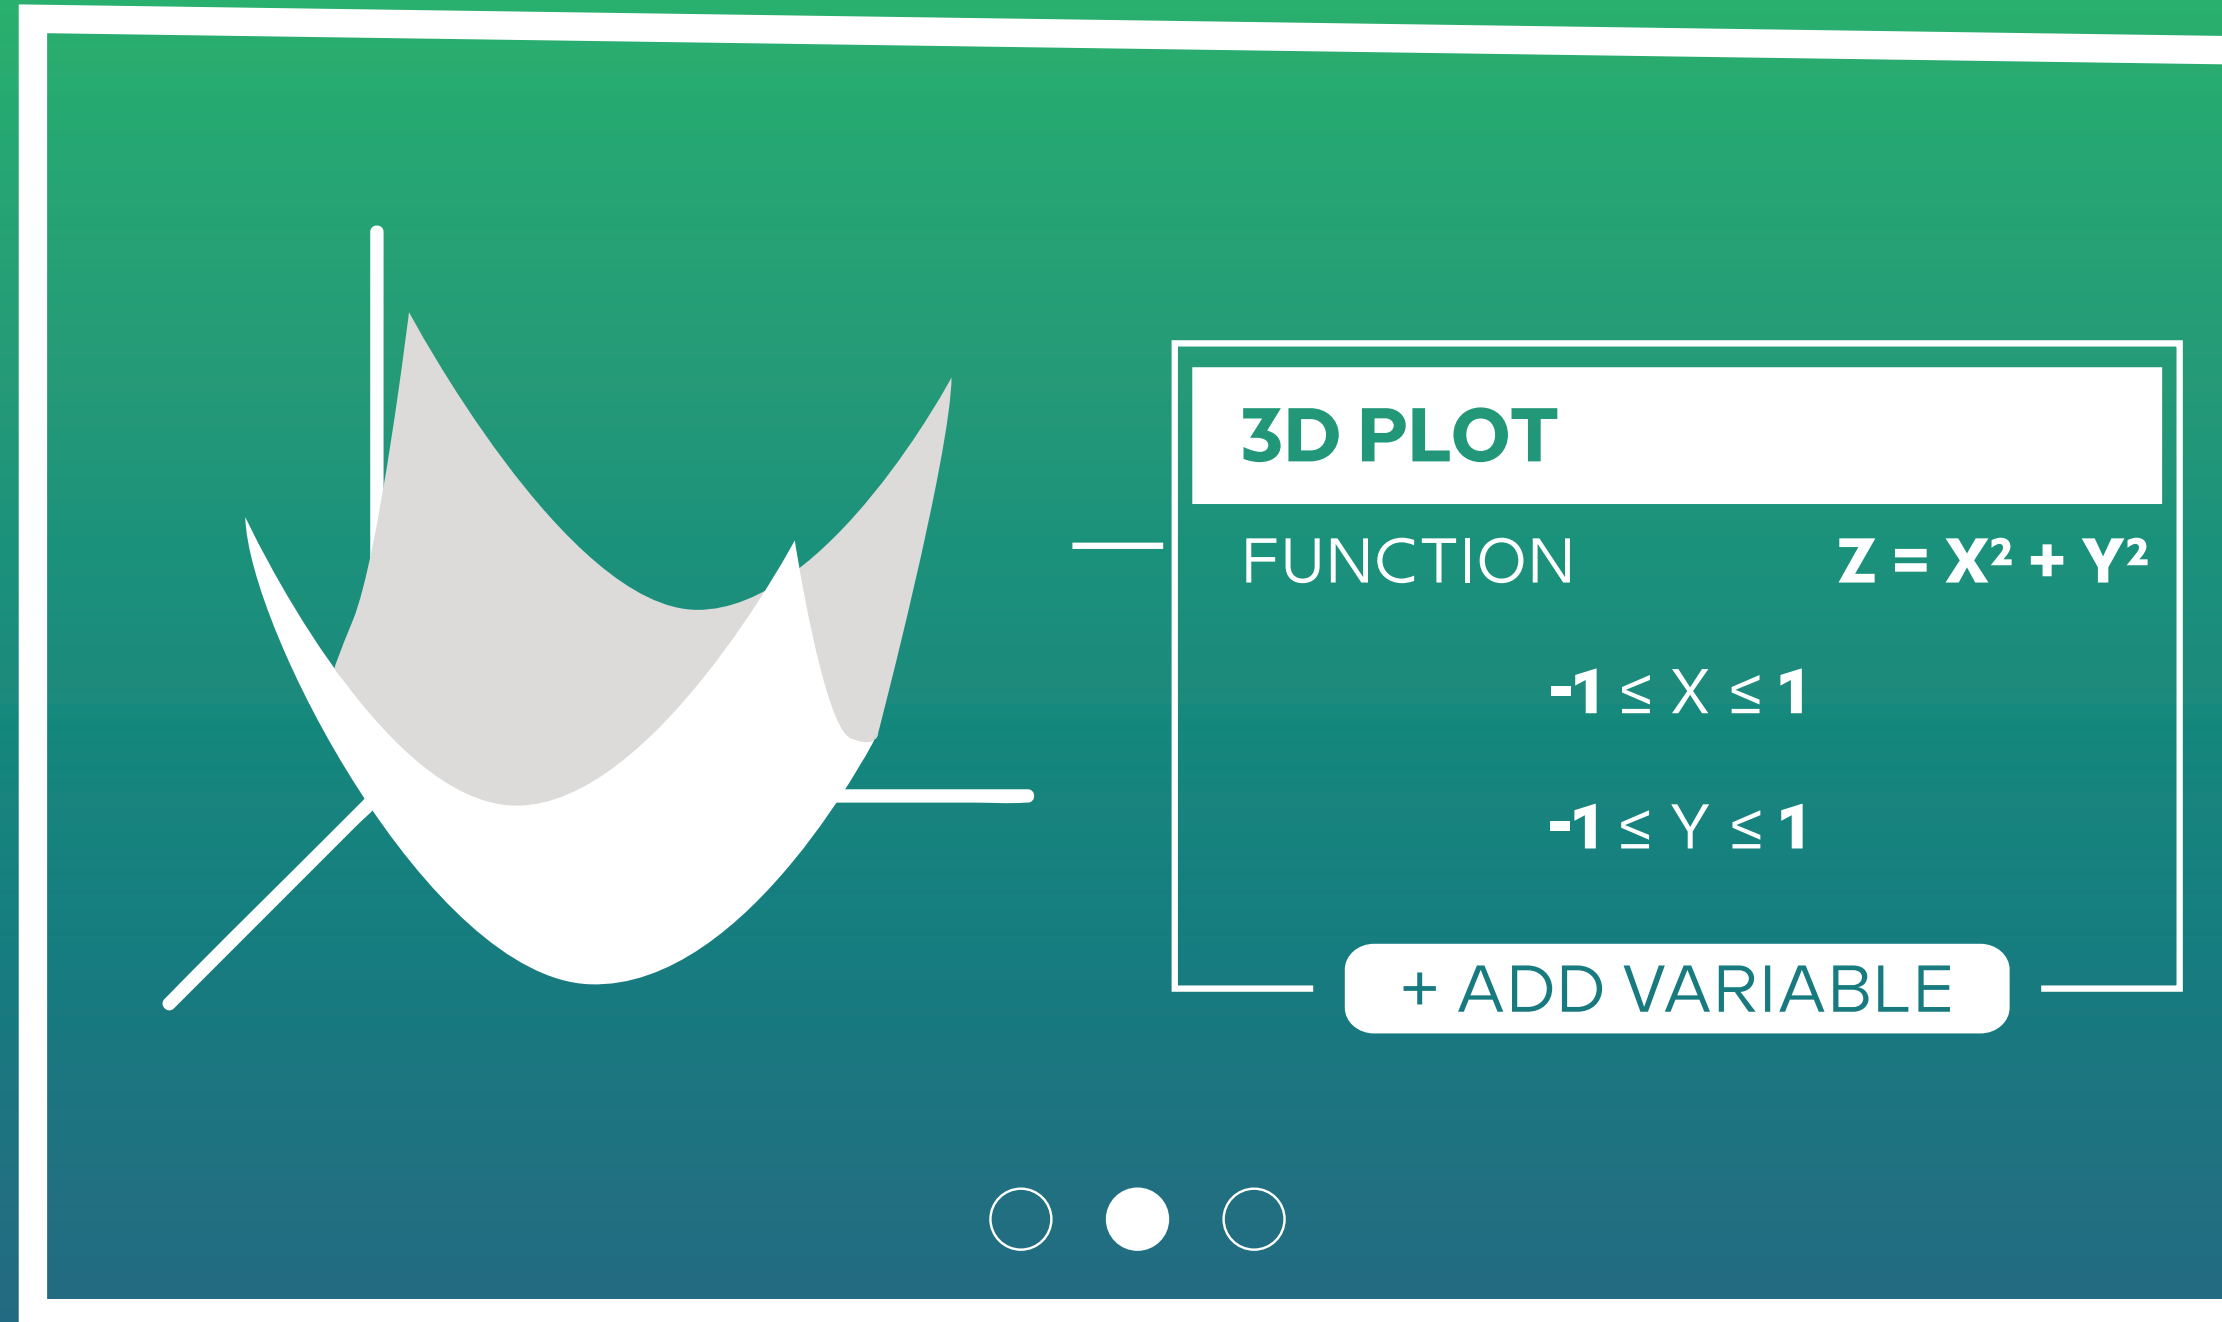 3D PLOT
FUNCTION Z = X² + Y²
-1 ≤ X ≤ 1
-1 ≤ Y ≤ 1
+ ADD VARIABLE